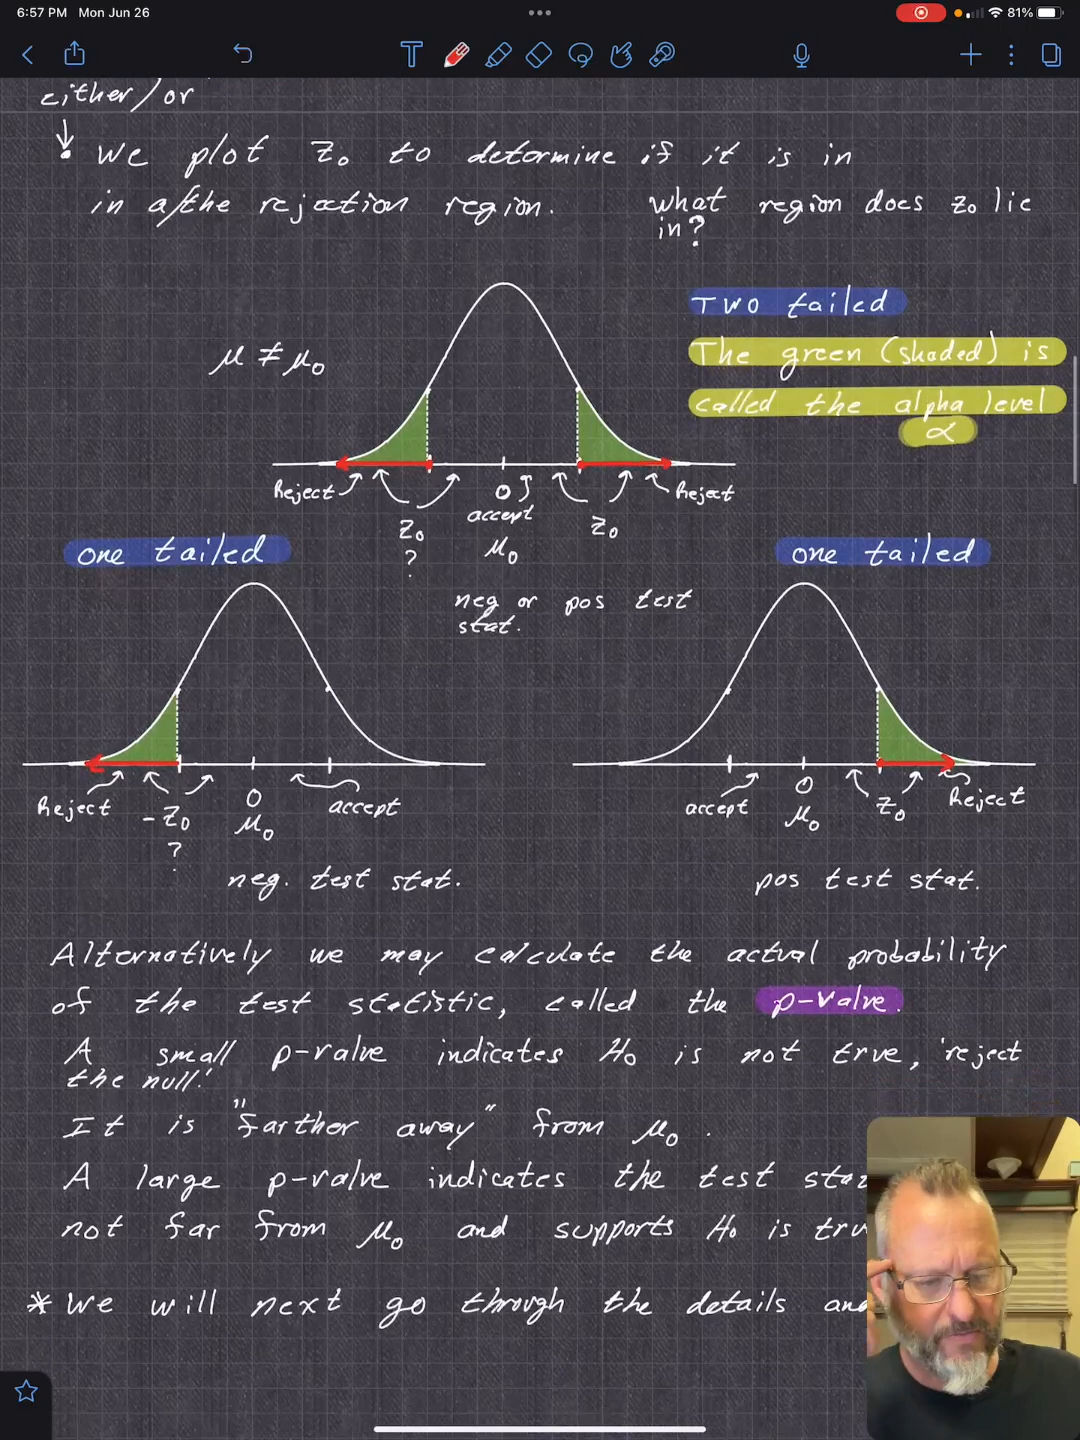 6:57 PM Mon Jun 26
81%
either/or
We plot Z₀ to determine if it is in
in a/the rejection region.
what region does Z₀ lie
in?
Two tailed
The green (shaded) is
called the alpha level
α
μ ≠ μ₀
Reject
0
Reject
accept
Z₀
Z₀
?
μ₀
one tailed
one tailed
neg or pos test
stat.
Reject
-Z₀
?
0
μ₀
accept
accept
0
μ₀
Z₀
Reject
neg. test stat.
pos test stat.
Alternatively we may calculate the actual probability
of the test statistic, called the p-value.
A small p-value indicates H₀ is not true, 'reject
the null.'
It is "farther away" from μ₀.
A large p-value indicates the test
not far from μ₀ and supports H₀ is
* We will next go through the details